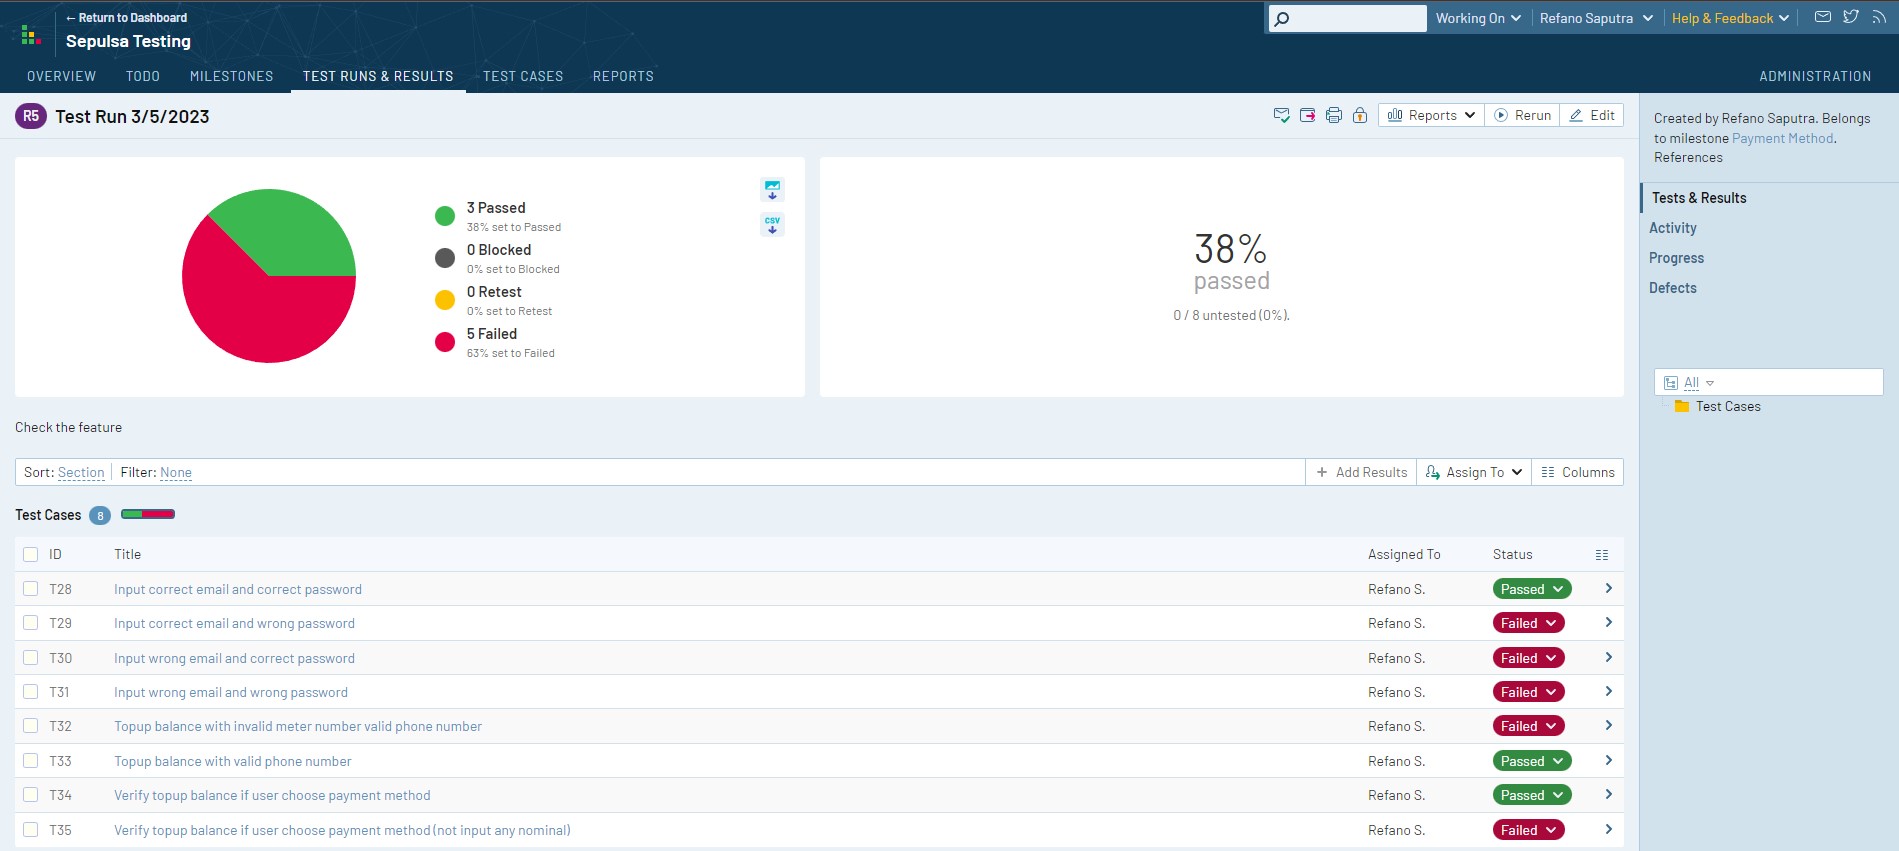 ← Return to Dashboard
Sepulsa Testing
Working On
Refano Saputra
Help & Feedback
OVERVIEW TODO MILESTONES TEST RUNS & RESULTS TEST CASES REPORTS ADMINISTRATION
R5 Test Run 3/5/2023
Reports Rerun Edit
3 Passed
38% set to Passed
0 Blocked
0% set to Blocked
0 Retest
0% set to Retest
5 Failed
63% set to Failed
CSV
38%
passed
0 / 8 untested (0%).
Check the feature
Sort: Section Filter: None
Add Results Assign To Columns
Test Cases 8
ID Title Assigned To Status
T28 Input correct email and correct password Refano S. Passed
T29 Input correct email and wrong password Refano S. Failed
T30 Input wrong email and correct password Refano S. Failed
T31 Input wrong email and wrong password Refano S. Failed
T32 Topup balance with invalid meter number valid phone number Refano S. Failed
T33 Topup balance with valid phone number Refano S. Passed
T34 Verify topup balance if user choose payment method Refano S. Passed
T35 Verify topup balance if user choose payment method (not input any nominal) Refano S. Failed
Created by Refano Saputra. Belongs
to milestone Payment Method.
References
Tests & Results
Activity
Progress
Defects
All
Test Cases